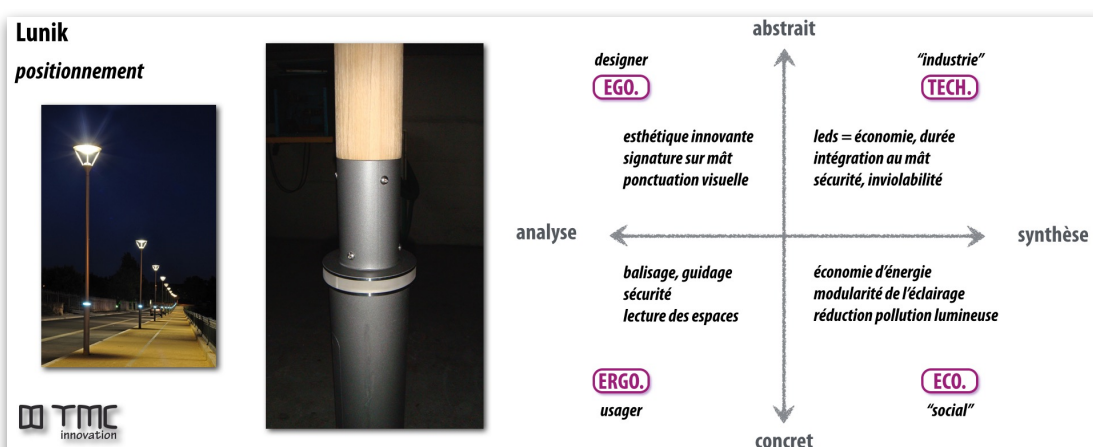 Lunik
positionnement
TMC
innovation
abstrait
designer
EGO.
“industrie”
TECH.
esthétique innovante
signature sur mât
ponctuation visuelle
leds = économie, durée
intégration au mât
sécurité, inviolabilité
analyse
synthèse
balisage, guidage
sécurité
lecture des espaces
économie d’énergie
modularité de l’éclairage
réduction pollution lumineuse
ERGO.
usager
ECO.
“social”
concret